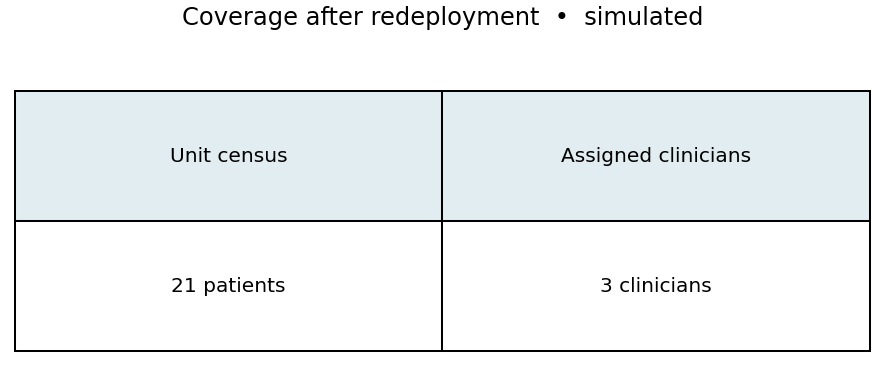 Coverage after redeployment • simulated
Unit census Assigned clinicians
21 patients 3 clinicians